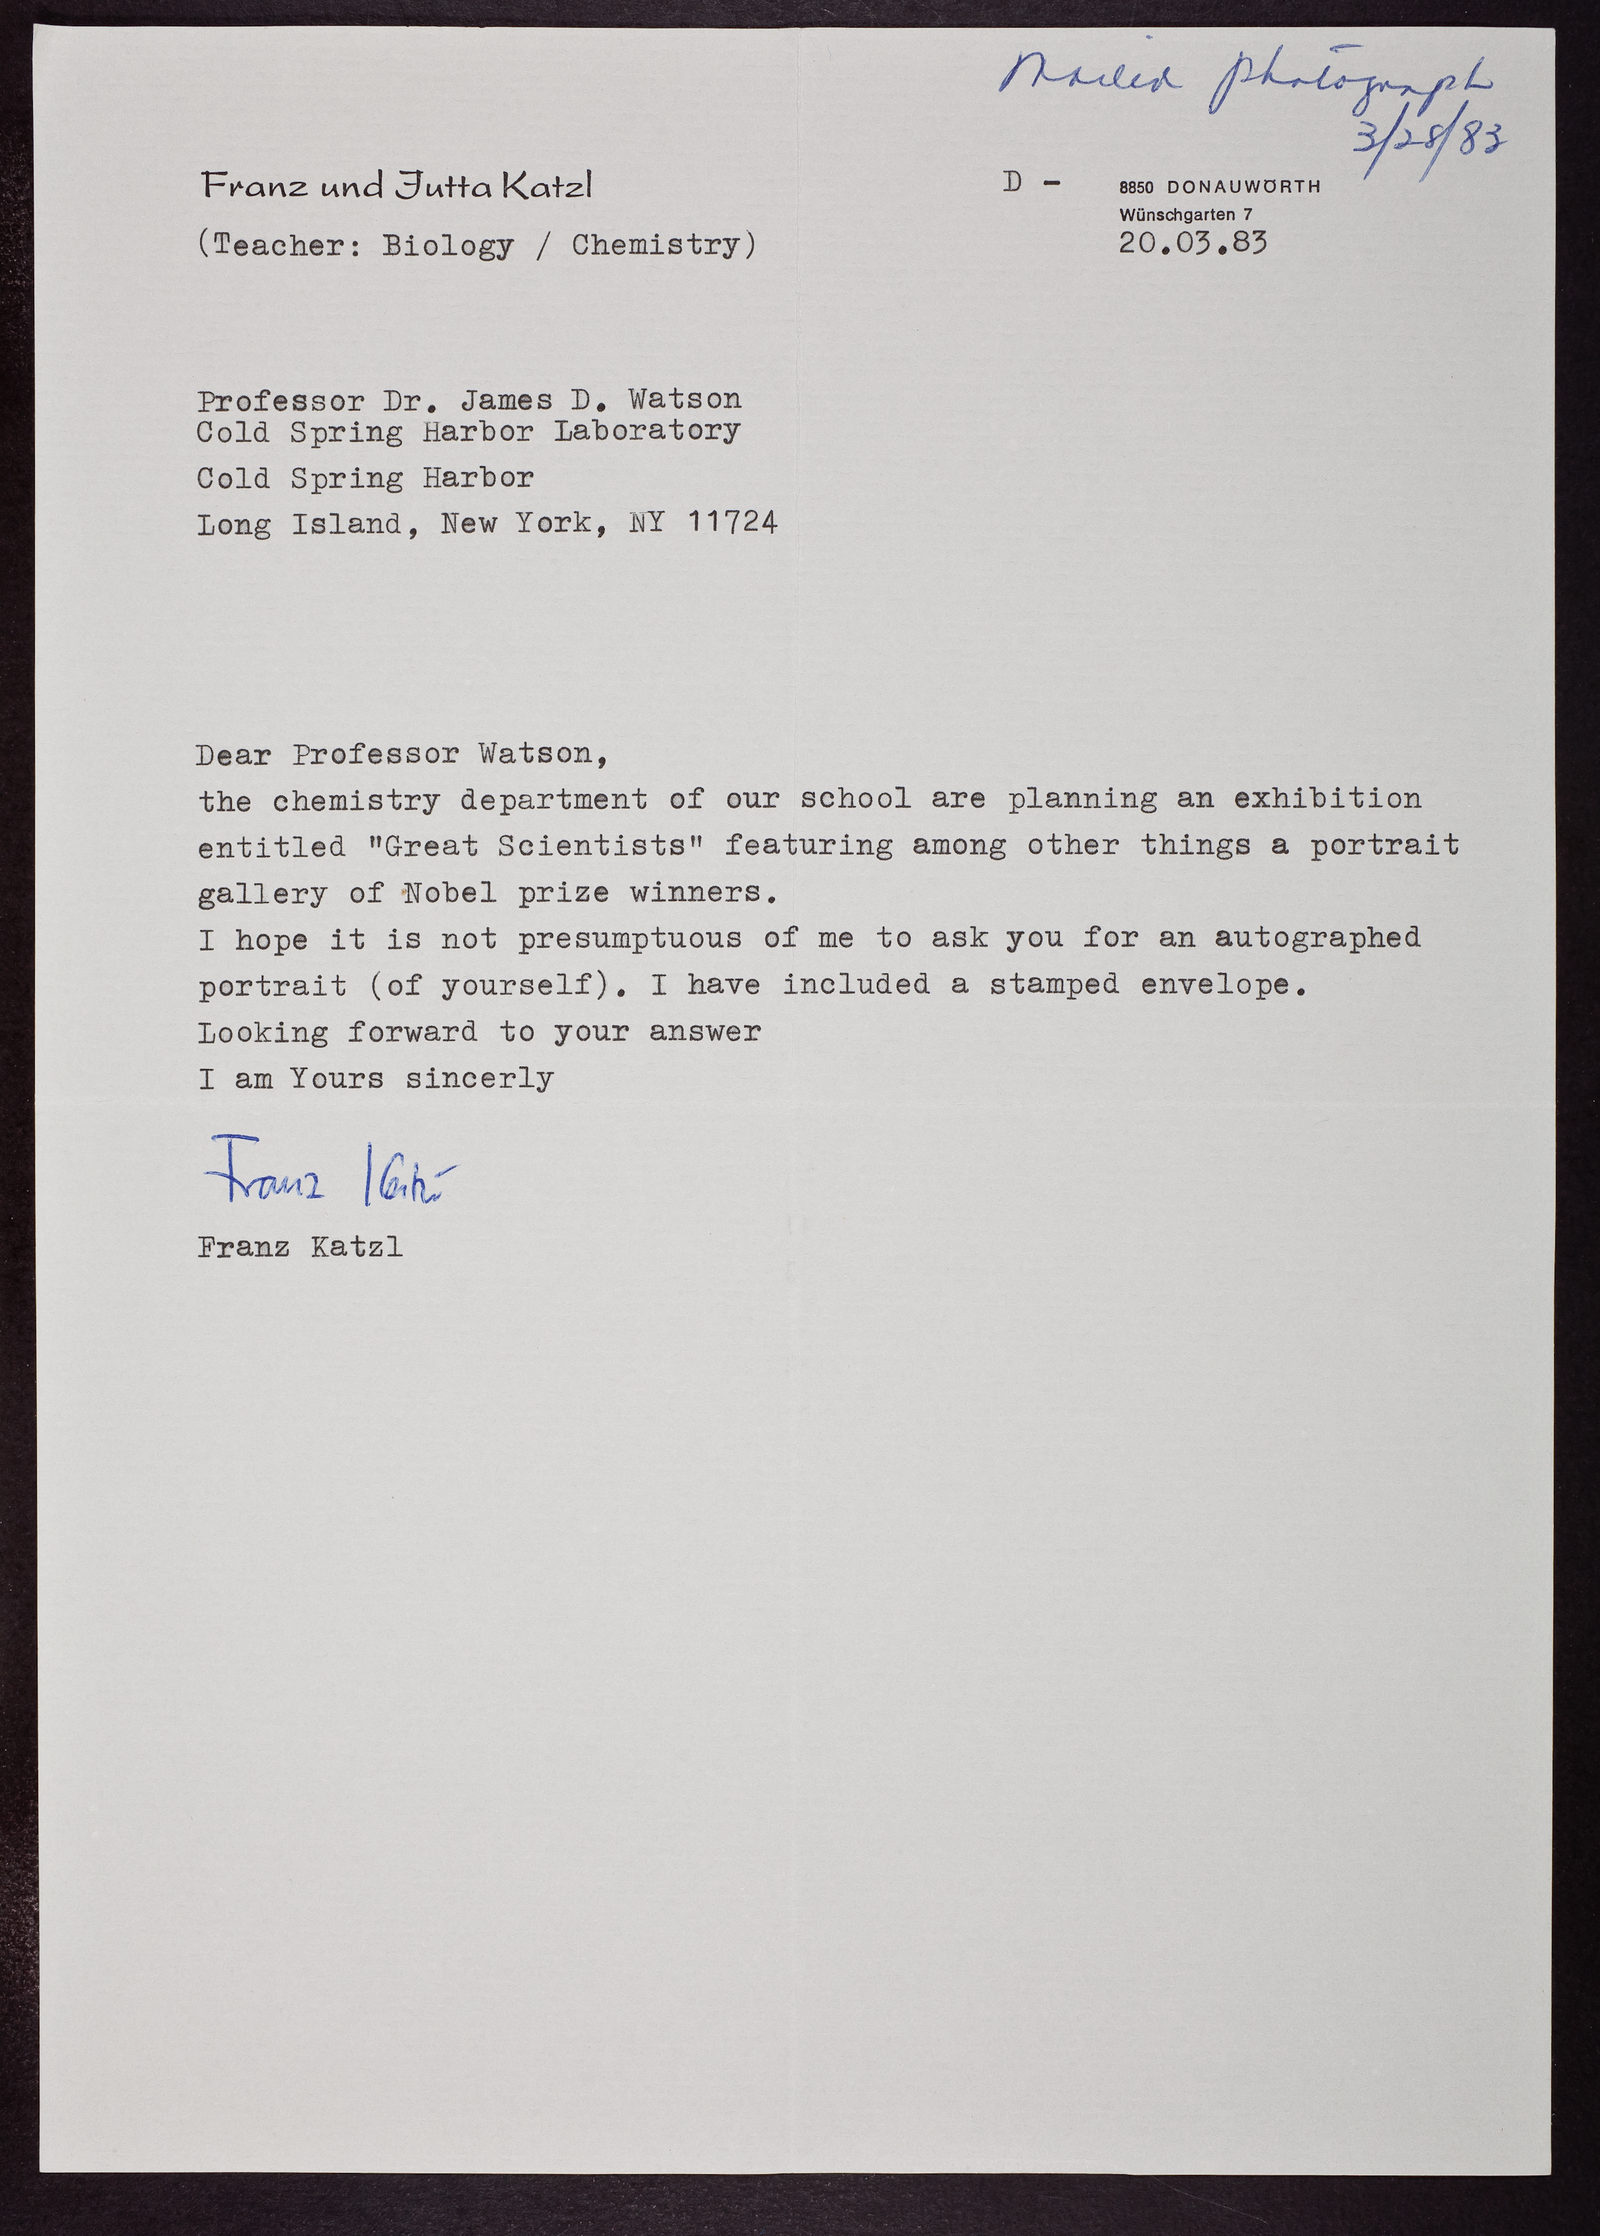 Mailed photograph
3/28/83
Franz und Jutta Katzl
D - 8850 DONAUWÖRTH
Wünschgarten 7
(Teacher: Biology / Chemistry)
20.03.83
Professor Dr. James D. Watson
Cold Spring Harbor Laboratory
Cold Spring Harbor
Long Island, New York, NY 11724
Dear Professor Watson,
the chemistry department of our school are planning an exhibition
entitled "Great Scientists" featuring among other things a portrait
gallery of Nobel prize winners.
I hope it is not presumptuous of me to ask you for an autographed
portrait (of yourself). I have included a stamped envelope.
Looking forward to your answer
I am Yours sincerly
Franz Katzl
Franz Katzl